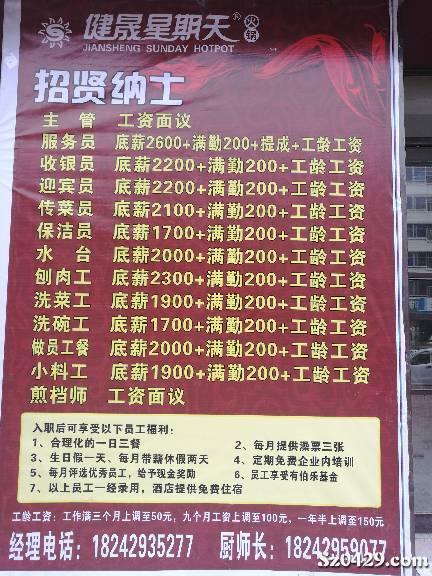 健晟星期天® 火锅
JIANSHENG SUNDAY HOTPOT
招贤纳士
主 管 工资面议
服务员 底薪2600+满勤200+提成+工龄工资
收银员 底薪2200+满勤200+工龄工资
迎宾员 底薪2200+满勤200+工龄工资
传菜员 底薪2100+满勤200+工龄工资
保洁员 底薪1700+满勤200+工龄工资
水 台 底薪2000+满勤200+工龄工资
刨肉工 底薪2300+满勤200+工龄工资
洗菜工 底薪1900+满勤200+工龄工资
洗碗工 底薪1700+满勤200+工龄工资
做员工餐 底薪2000+满勤200+工龄工资
小料工 底薪1900+满勤200+工龄工资
煎档师 工资面议
入职后可享受以下员工福利:
1、合理化的一日三餐 2、每月提供澡票三张
3、生日假一天、每月带薪休假两天 4、定期免费企业内培训
5、每月评选优秀员工,给予现金奖励 6、员工享受有伯乐基金
7、以上员工一经录用,酒店提供免费住宿
工龄工资:工作满三个月上调至50元,九个月工资上调至100元,一年半上调至150元
经理电话:18242935277 厨师长:18242959077
S20429.com